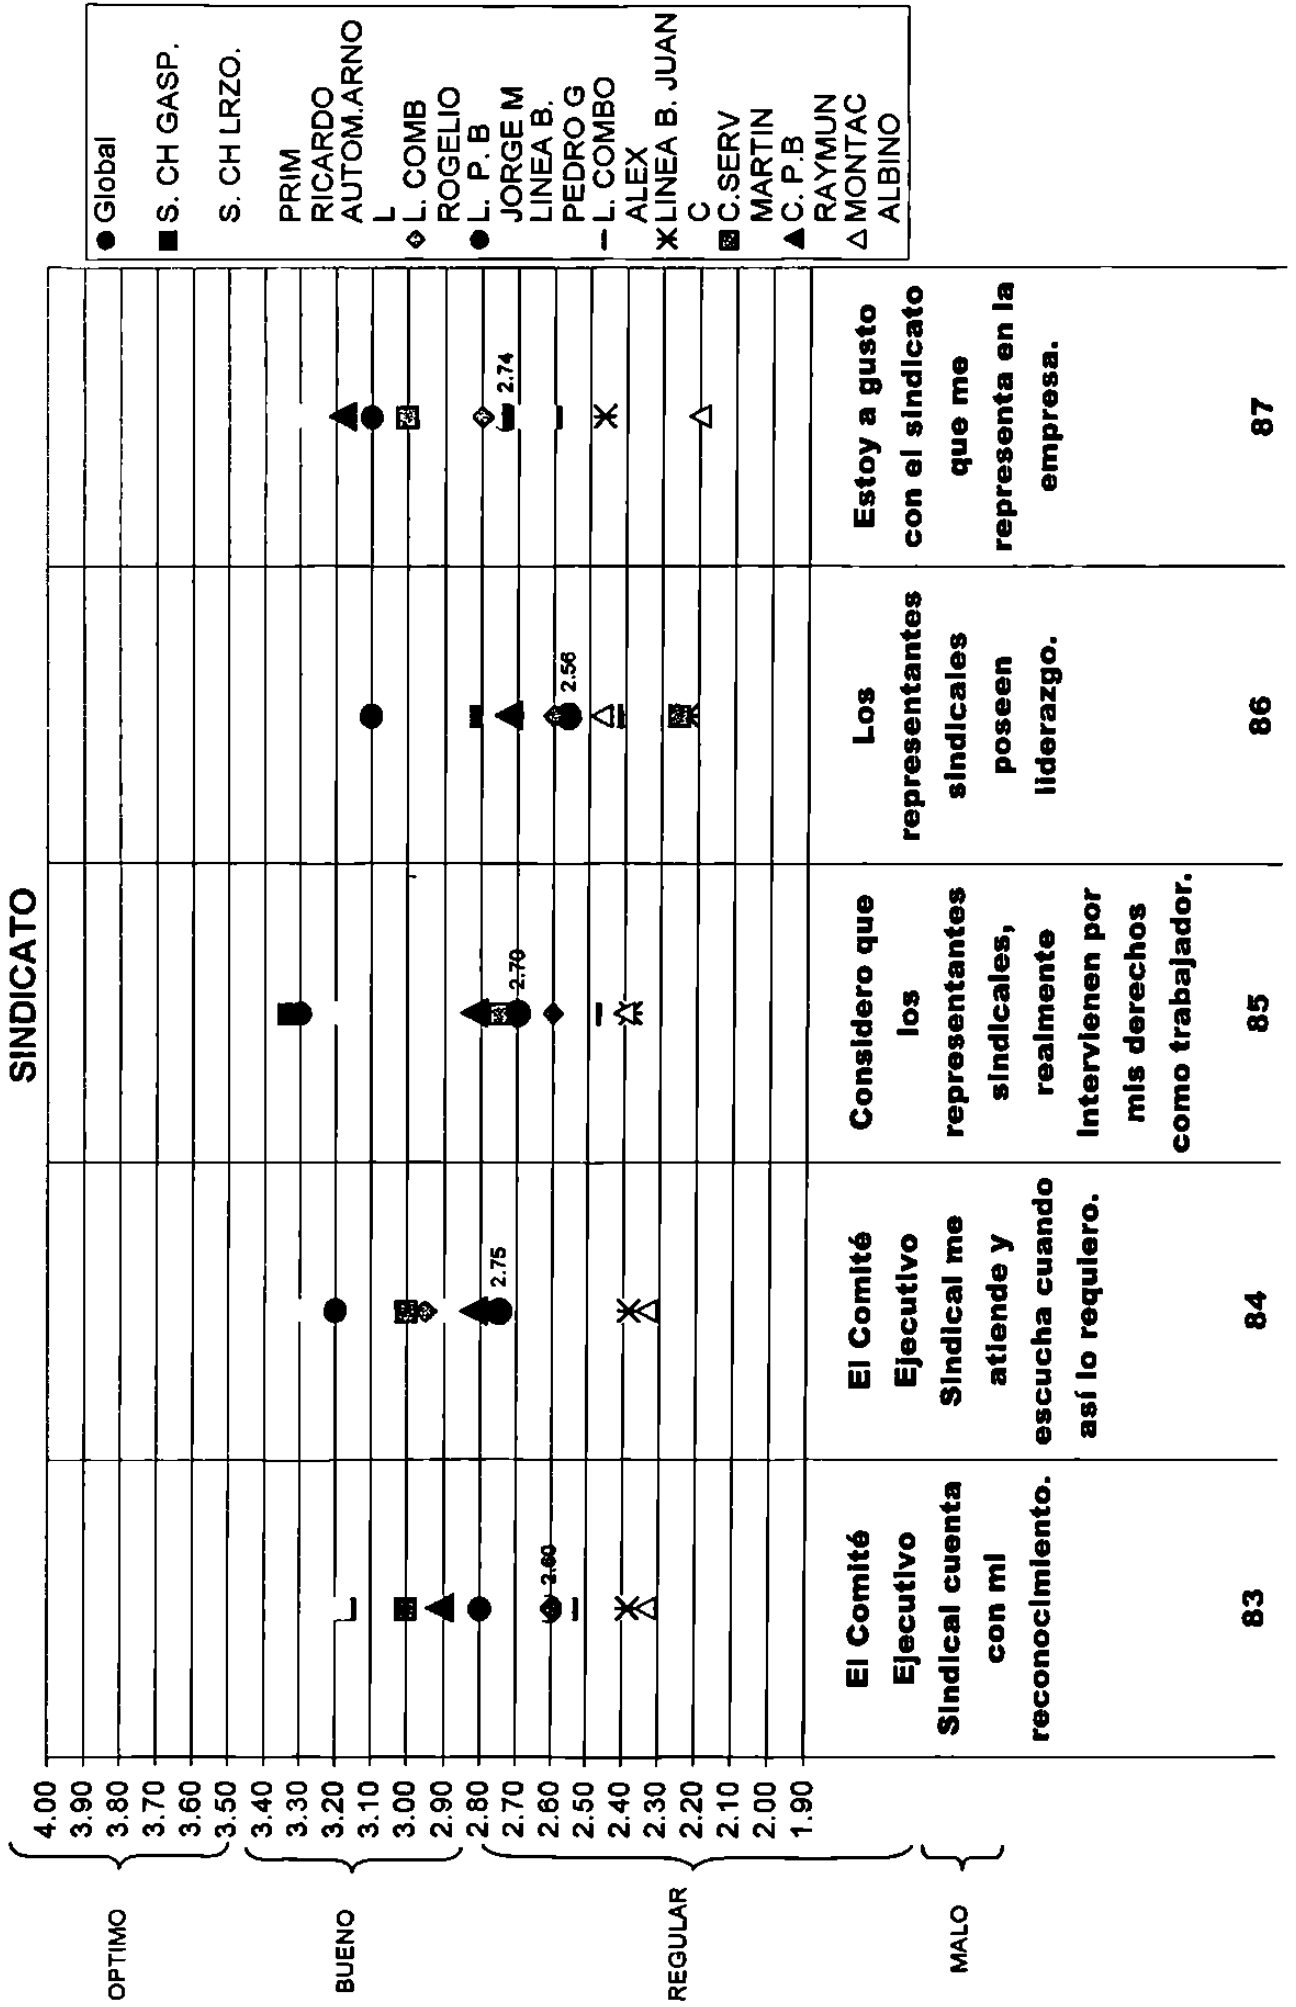 SINDICATO
OPTIMO
BUENO
REGULAR
MALO
4.00
3.90
3.80
3.70
3.60
3.50
3.40
3.30
3.20
3.10
3.00
2.90
2.80
2.70
2.60
2.50
2.40
2.30
2.20
2.10
2.00
1.90
2.60
2.75
2.70
2.56
2.74
El Comité
Ejecutivo
Sindical cuenta
con mi
reconocimiento.
83
El Comité
Ejecutivo
Sindical me
atiende y
escucha cuando
así lo requiero.
84
Considero que
los
representantes
sindicales,
realmente
Intervienen por
mis derechos
como trabajador.
85
Los
representantes
sindicales
poseen
liderazgo.
86
Estoy a gusto
con el sindicato
que me
representa en la
empresa.
87
Global
S. CH GASP.
S. CH LRZO.
PRIM
RICARDO
AUTOM.ARNO
L
L. COMB
ROGELIO
L. P. B
JORGE M
LINEA B.
PEDRO G
L. COMBO
ALEX
LINEA B. JUAN
C
C.SERV
MARTIN
C. P.B
RAYMUN
MONTAC
ALBINO